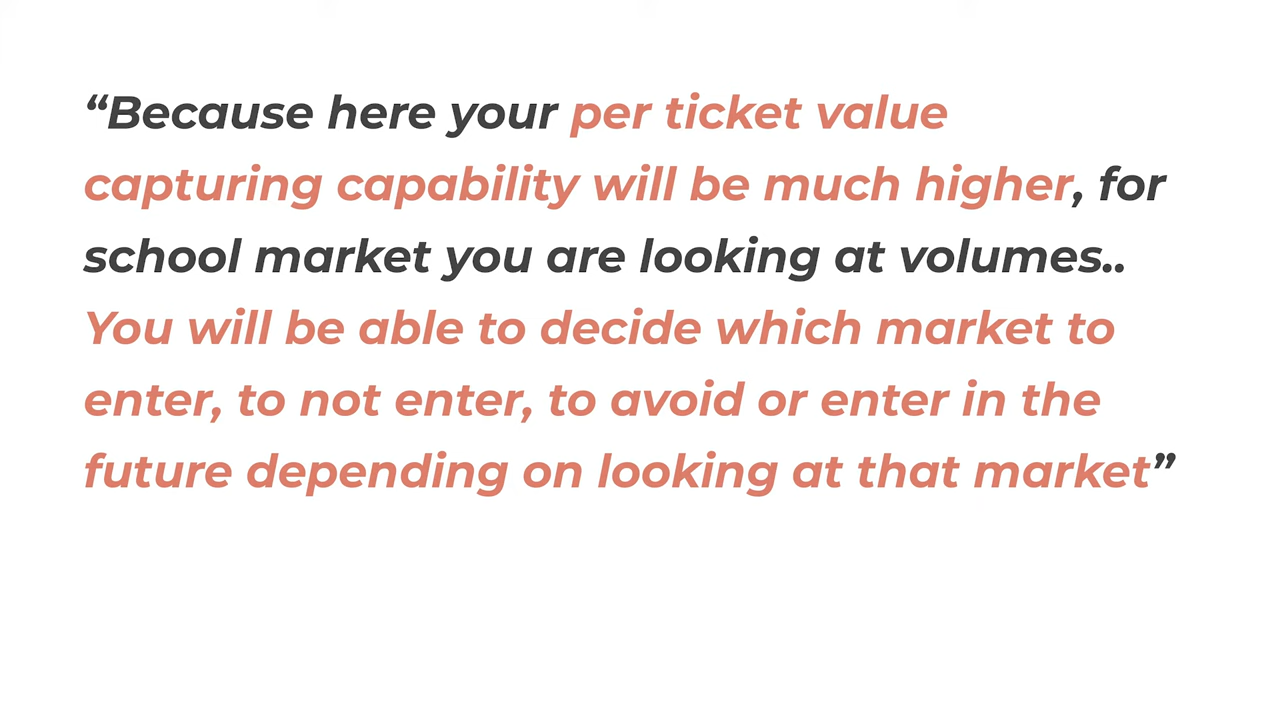 “Because here your per ticket value
capturing capability will be much higher, for
school market you are looking at volumes..
You will be able to decide which market to
enter, to not enter, to avoid or enter in the
future depending on looking at that market”